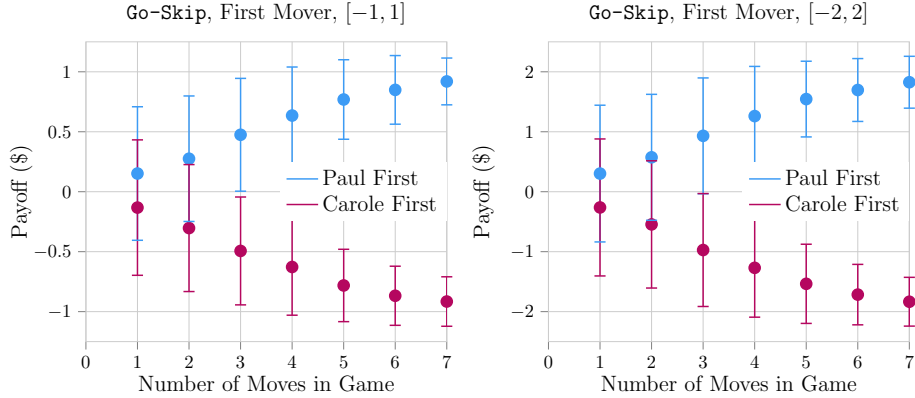 Go-Skip, First Mover, [−1, 1]
1
0.5
0
−0.5
−1
0 1 2 3 4 5 6 7
Payoff ($)
Number of Moves in Game
Paul First
Carole First
Go-Skip, First Mover, [−2, 2]
2
1
0
−1
−2
0 1 2 3 4 5 6 7
Payoff ($)
Number of Moves in Game
Paul First
Carole First